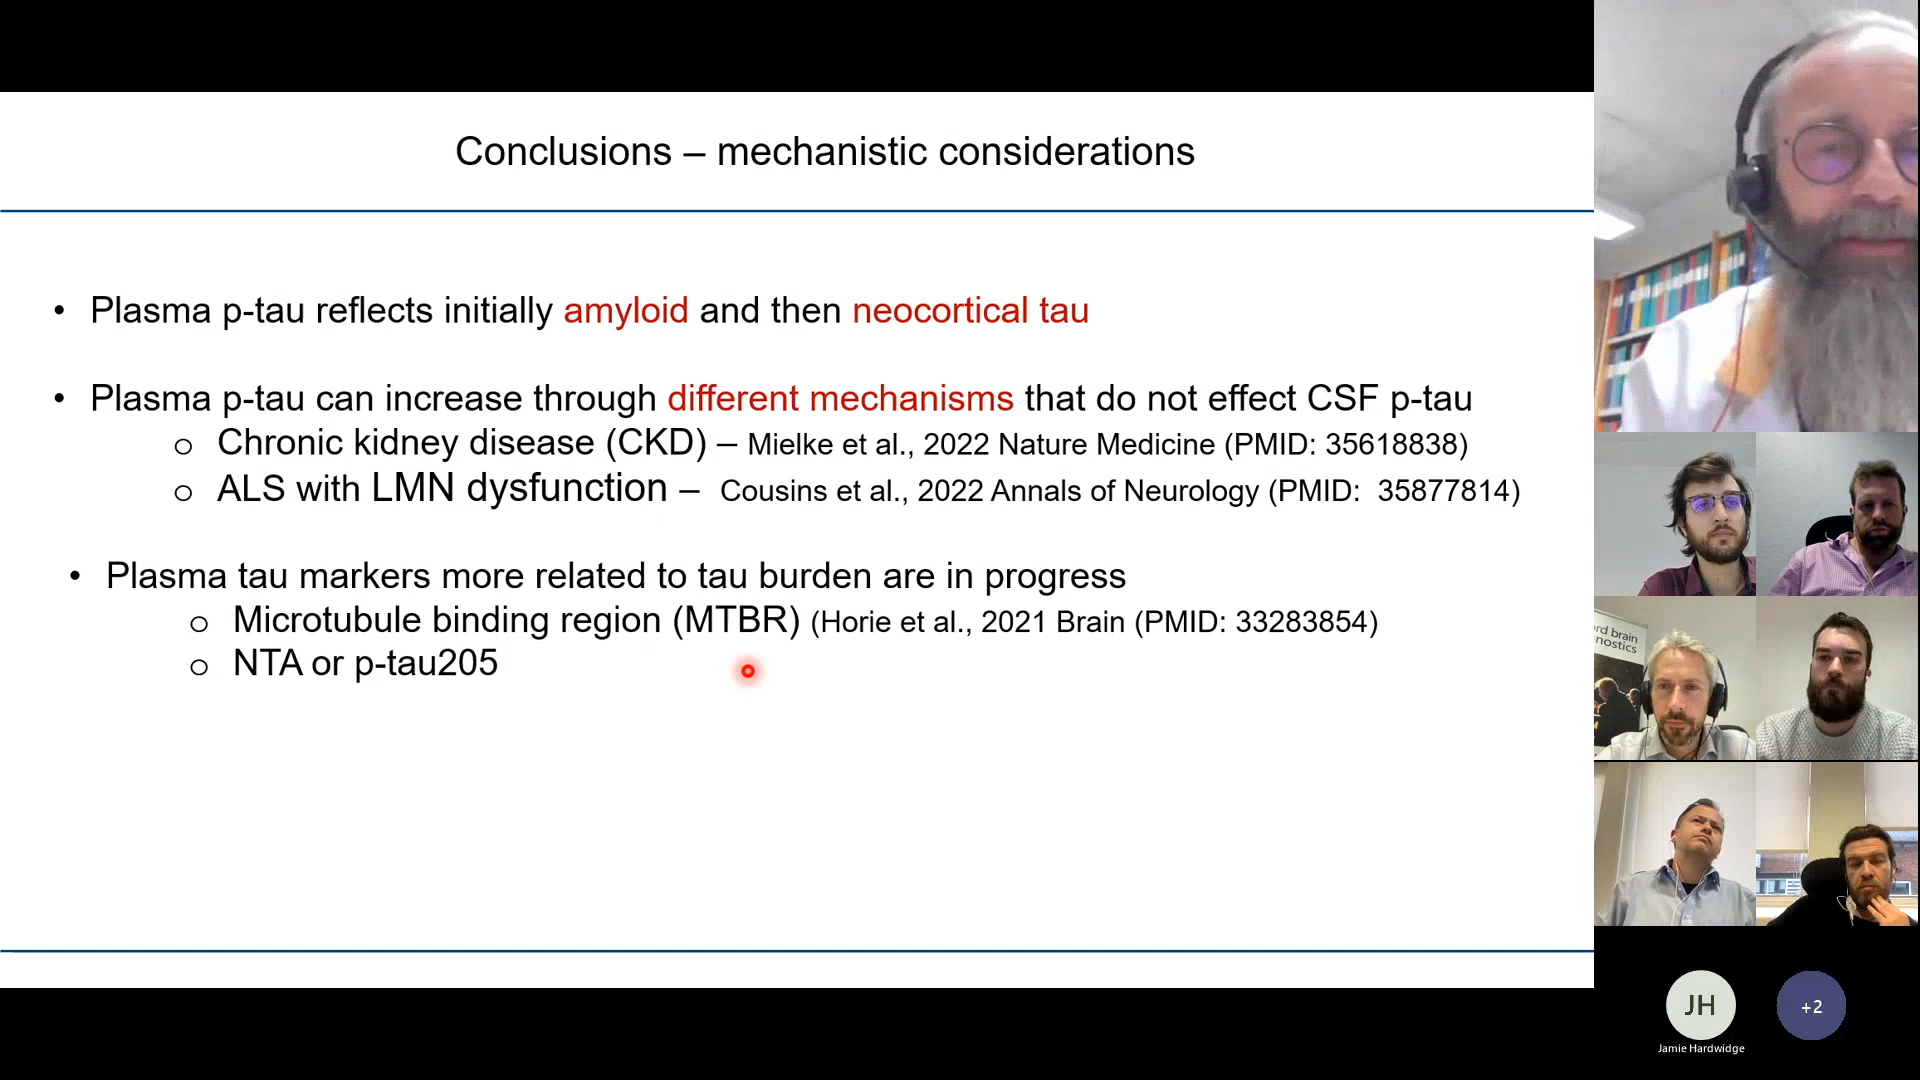 Conclusions – mechanistic considerations
• Plasma p-tau reflects initially amyloid and then neocortical tau
• Plasma p-tau can increase through different mechanisms that do not effect CSF p-tau
o Chronic kidney disease (CKD) – Mielke et al., 2022 Nature Medicine (PMID: 35618838)
o ALS with LMN dysfunction – Cousins et al., 2022 Annals of Neurology (PMID: 35877814)
• Plasma tau markers more related to tau burden are in progress
o Microtubule binding region (MTBR) (Horie et al., 2021 Brain (PMID: 33283854)
o NTA or p-tau205
rd brain
nostics
JH
+2
Jamie Hardwidge